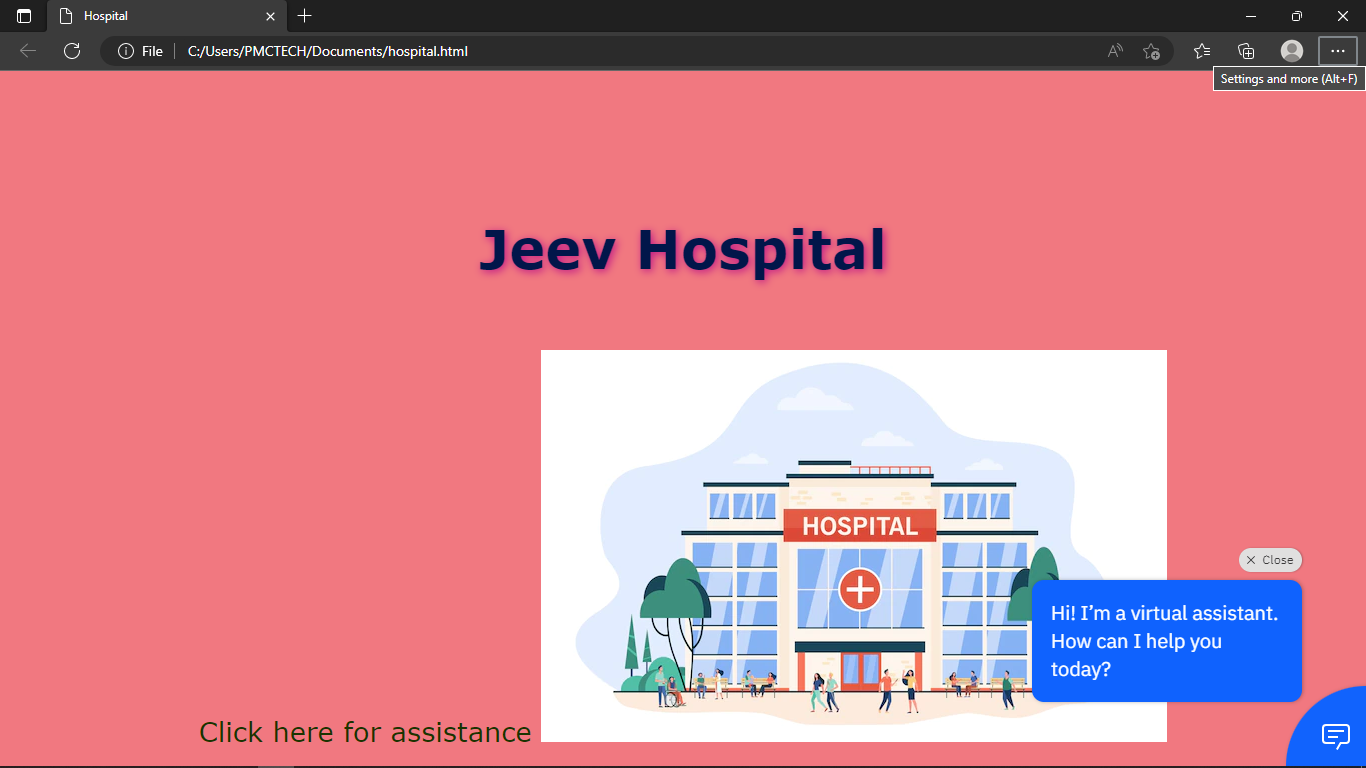 Hospital
File
C:/Users/PMCTECH/Documents/hospital.html
Settings and more (Alt+F)
Jeev Hospital
HOSPITAL
Close
Hi! I’m a virtual assistant.
How can I help you
today?
Click here for assistance